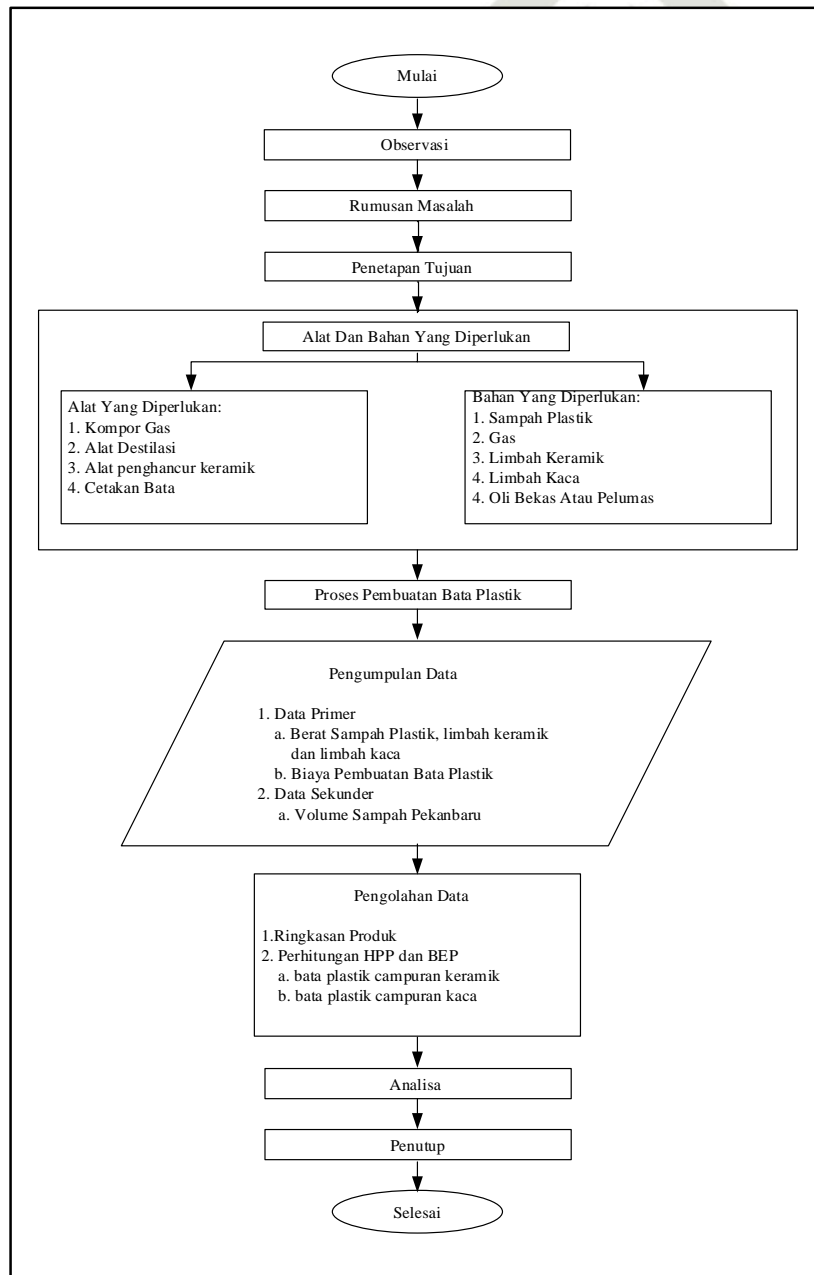 Mulai
Observasi
Rumusan Masalah
Penetapan Tujuan
Alat Dan Bahan Yang Diperlukan
Alat Yang Diperlukan:
1. Kompor Gas
2. Alat Destilasi
3. Alat penghancur keramik
4. Cetakan Bata
Bahan Yang Diperlukan:
1. Sampah Plastik
2. Gas
3. Limbah Keramik
4. Limbah Kaca
4. Oli Bekas Atau Pelumas
Proses Pembuatan Bata Plastik
Pengumpulan Data
1. Data Primer
a. Berat Sampah Plastik, limbah keramik
dan limbah kaca
b. Biaya Pembuatan Bata Plastik
2. Data Sekunder
a. Volume Sampah Pekanbaru
Pengolahan Data
1.Ringkasan Produk
2. Perhitungan HPP dan BEP
a. bata plastik campuran keramik
b. bata plastik campuran kaca
Analisa
Penutup
Selesai